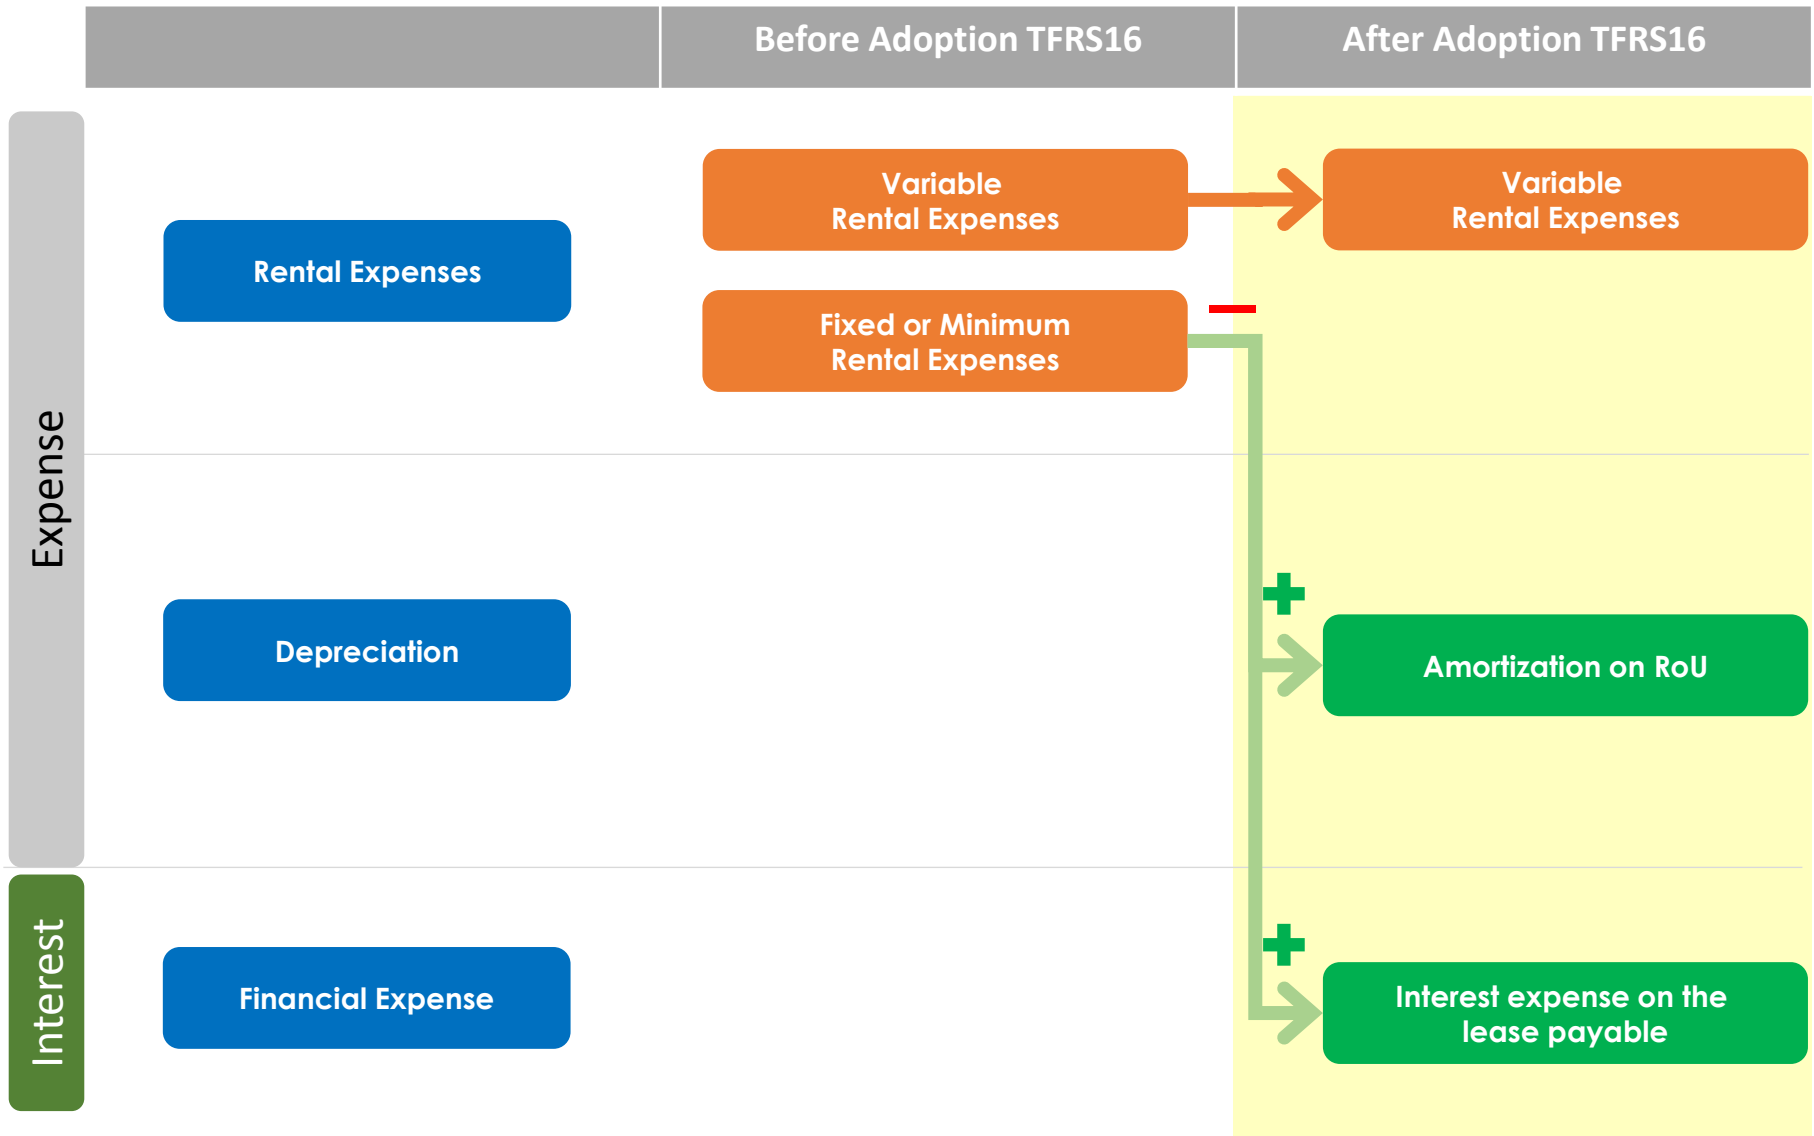 Before Adoption TFRS16
After Adoption TFRS16
Expense
Rental Expenses
Variable
Rental Expenses
Variable
Rental Expenses
Fixed or Minimum
Rental Expenses
Depreciation
Amortization on RoU
Interest
Financial Expense
Interest expense on the
lease payable